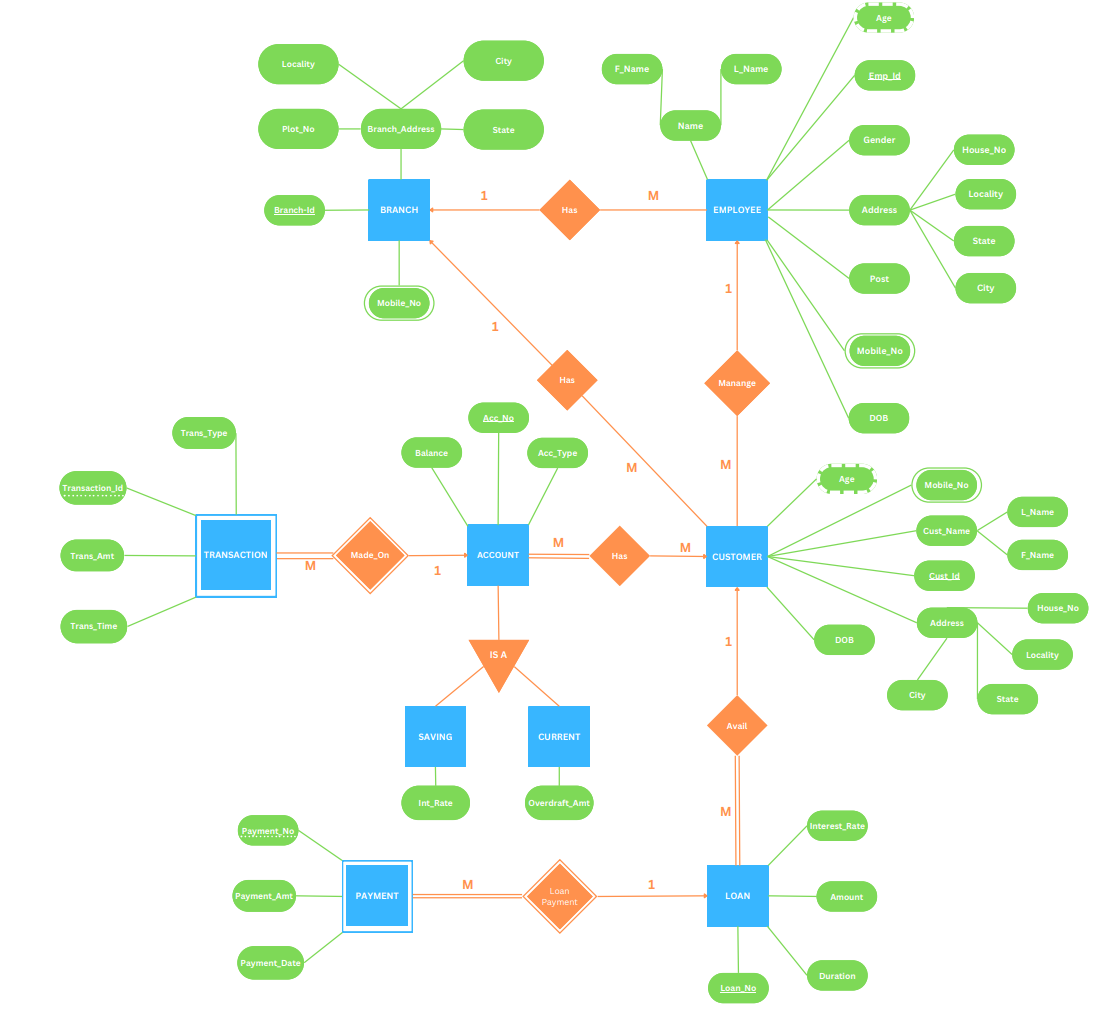 Age
Locality
City
F_Name
L_Name
Emp_Id
Plot_No
Branch_Address
State
Name
Gender
House_No
Locality
Branch-Id
BRANCH
1
Has
M
EMPLOYEE
Address
State
Mobile_No
1
Post
City
1
Mobile_No
Has
Manange
DOB
Trans_Type
Acc_No
Balance
Acc_Type
M
M
Age
Mobile_No
Transaction_Id
L_Name
Cust_Name
TRANSACTION
M
Made_On
1
ACCOUNT
M
Has
M
CUSTOMER
F_Name
Trans_Amt
Cust_Id
House_No
Trans_Time
Address
1
DOB
Locality
IS A
City
State
SAVING
CURRENT
Avail
Int_Rate
Overdraft_Amt
M
Interest_Rate
Payment_No
Payment_Amt
PAYMENT
M
Loan
Payment
1
LOAN
Amount
Payment_Date
Duration
Loan_No